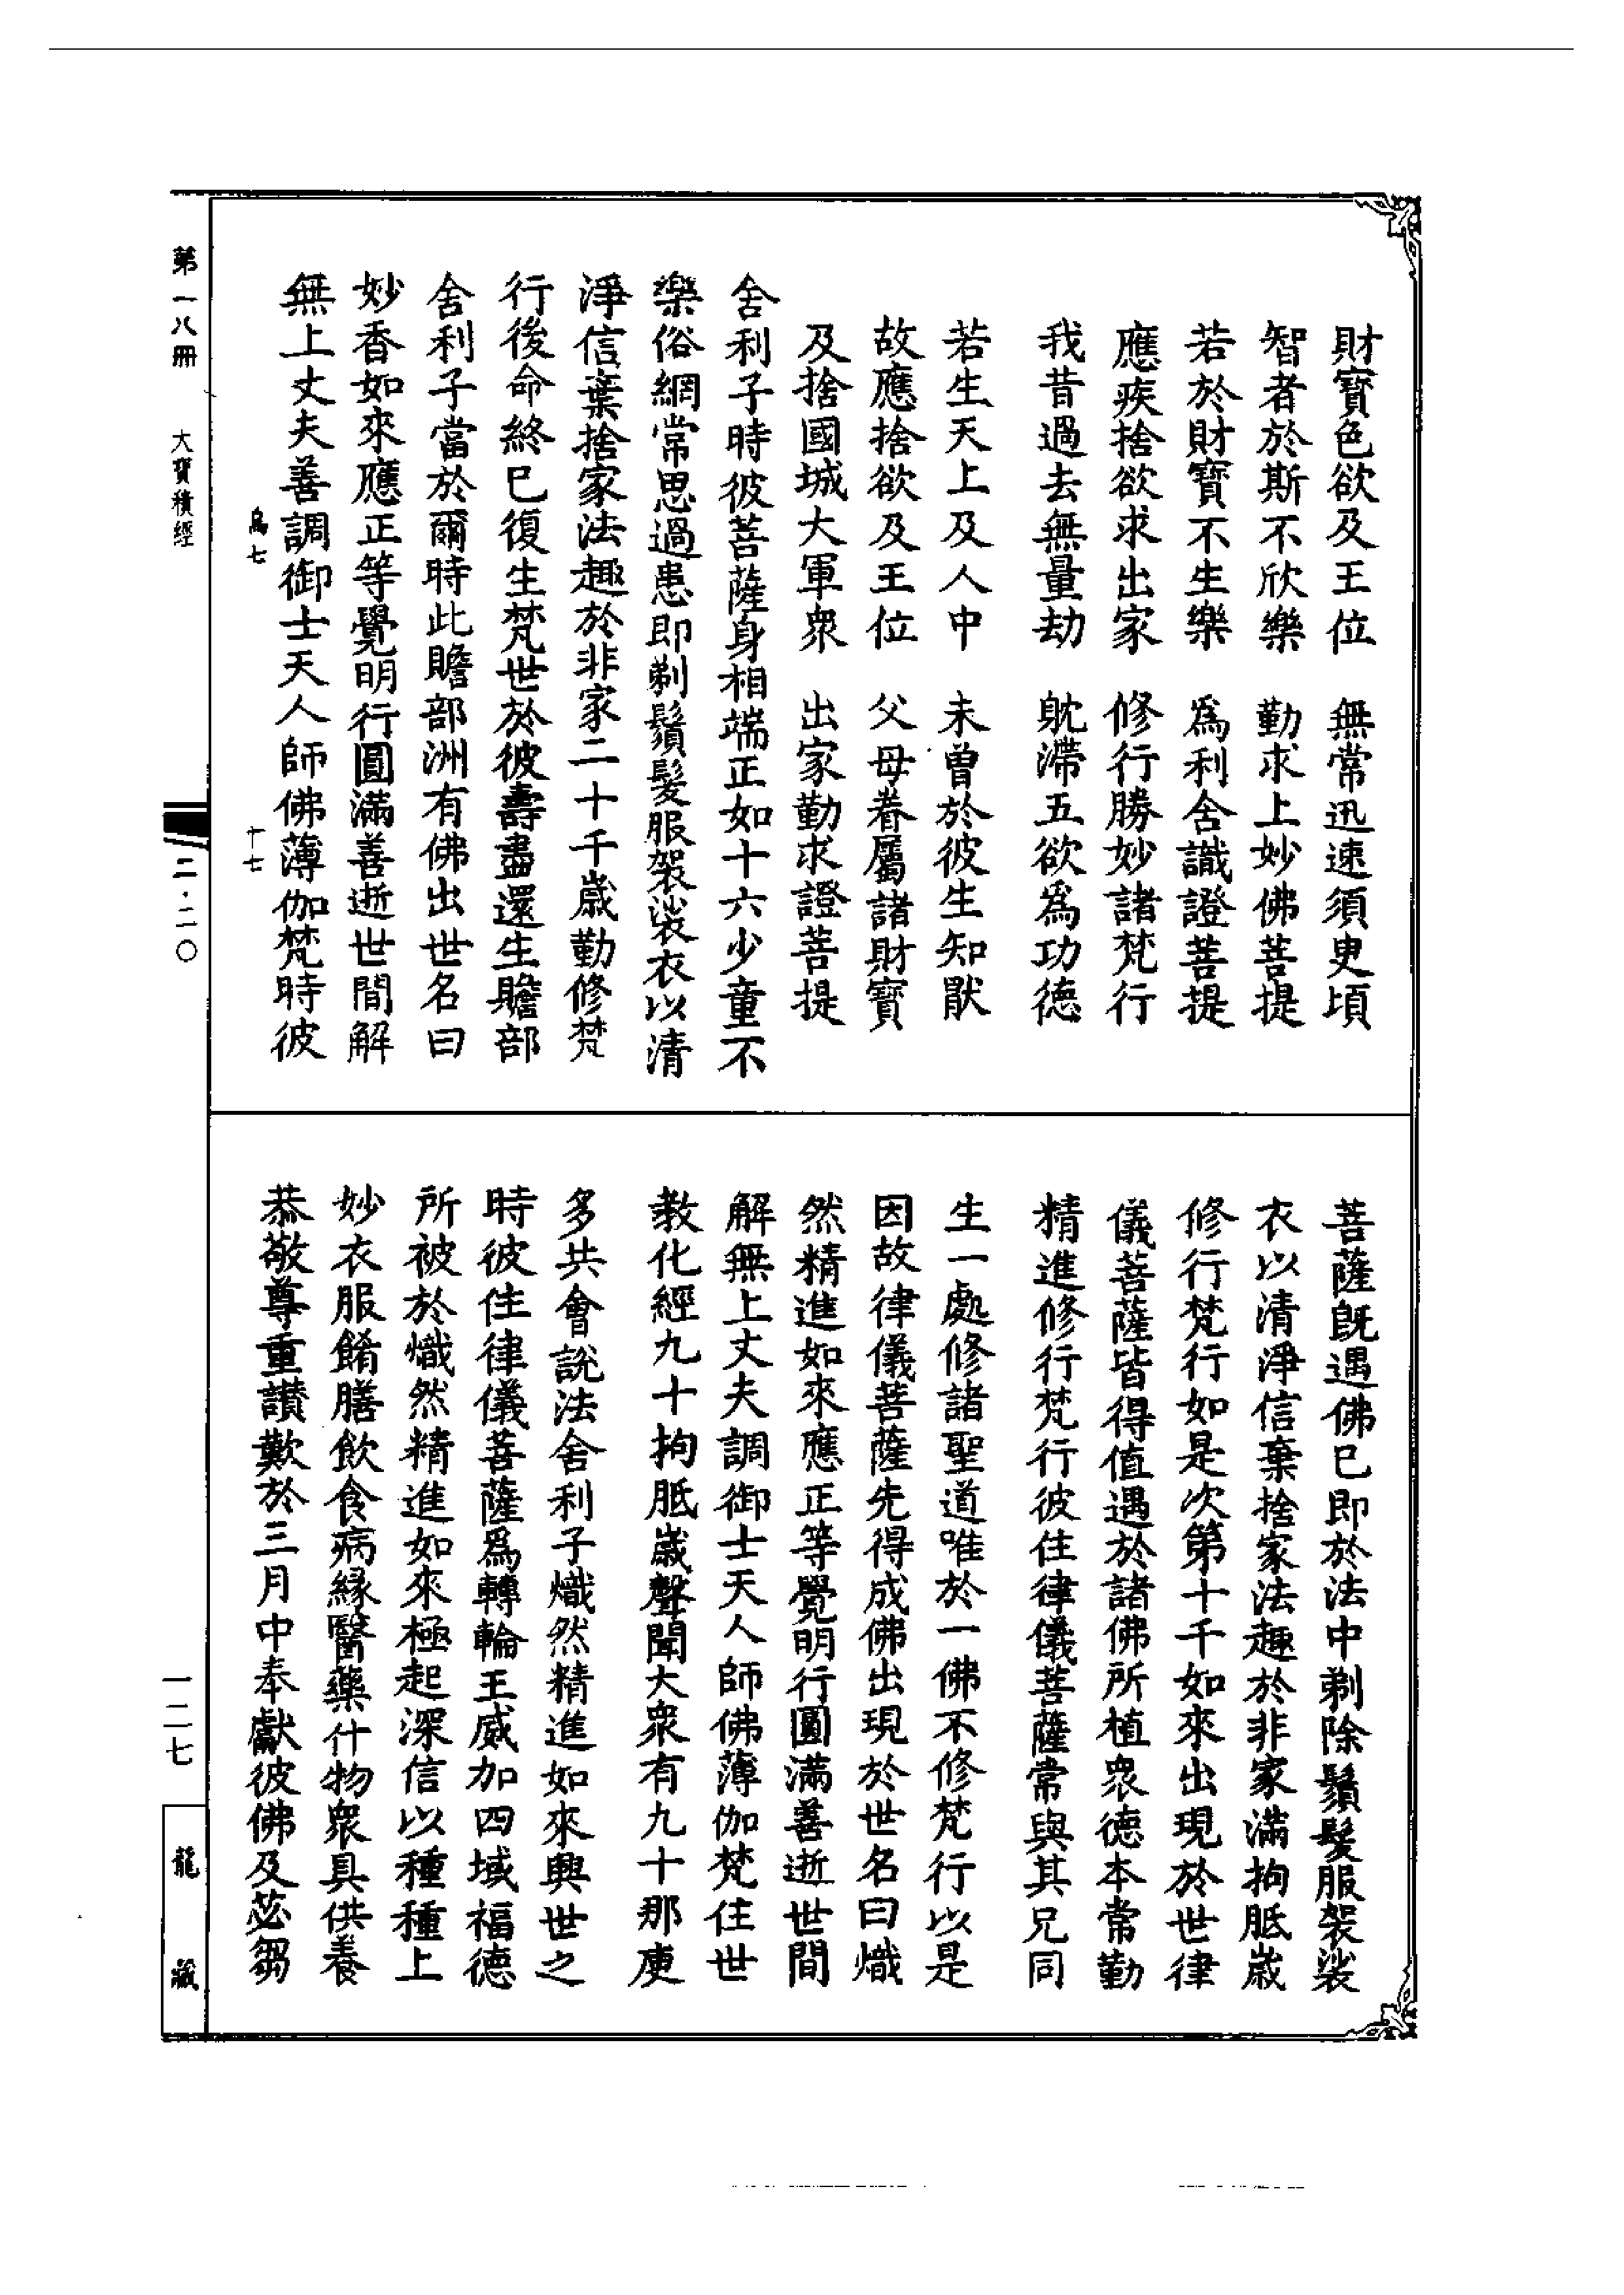 財寶色欲及王位　無常迅速須臾頃
智者於斯不欣樂　勤求上妙佛菩提
若於財寶不生樂　為利含識證菩提
應疾捨欲求出家　修行勝妙諸梵行
我昔過去無量劫　躭滯五欲為功德
若生天上及人中　未曾於彼生知猒
故應捨欲及王位　父母眷屬諸財寶
及捨國城大軍衆　出家勤求證菩提
舍利子時彼菩薩身相端正如十六少童不
樂俗網常思過患即剃鬚髮服袈裟衣以清
淨信棄捨家法趣於非家二十千歲勤修梵
行後命終已復生梵世於彼壽盡還生贍部
舍利子當於爾時此贍部洲有佛出世名曰
妙香如來應正等覺明行圓滿善逝世間解
無上丈夫善調御士天人師佛薄伽梵時彼
菩薩旣遇佛已即於法中剃除鬚髮服袈裟
衣以清淨信棄捨家法趣於非家滿拘胝歲
修行梵行如是次第十千如來出現於世律
儀菩薩皆得值遇於諸佛所植衆德本常勤
精進修行梵行彼住律儀菩薩常與其兄同
生一處修諸聖道唯於一佛不修梵行以是
因故律儀菩薩先得成佛出現於世名曰熾
然精進如來應正等覺明行圓滿善逝世間
解無上丈夫調御士天人師佛薄伽梵住世
教化經九十拘胝歲聲聞大衆有九十那庾
多共會說法舍利子熾然精進如來興世之
時彼住律儀菩薩為轉輪王威加四域福德
所被於熾然精進如來極起深信以種種上
妙衣服餚膳飲食病緣醫藥什物衆具供養
恭敬尊重讃歎於三月中奉獻彼佛及苾芻
鳥七　十七
第一八冊　大寶積經　二·二〇　一二七　龍藏